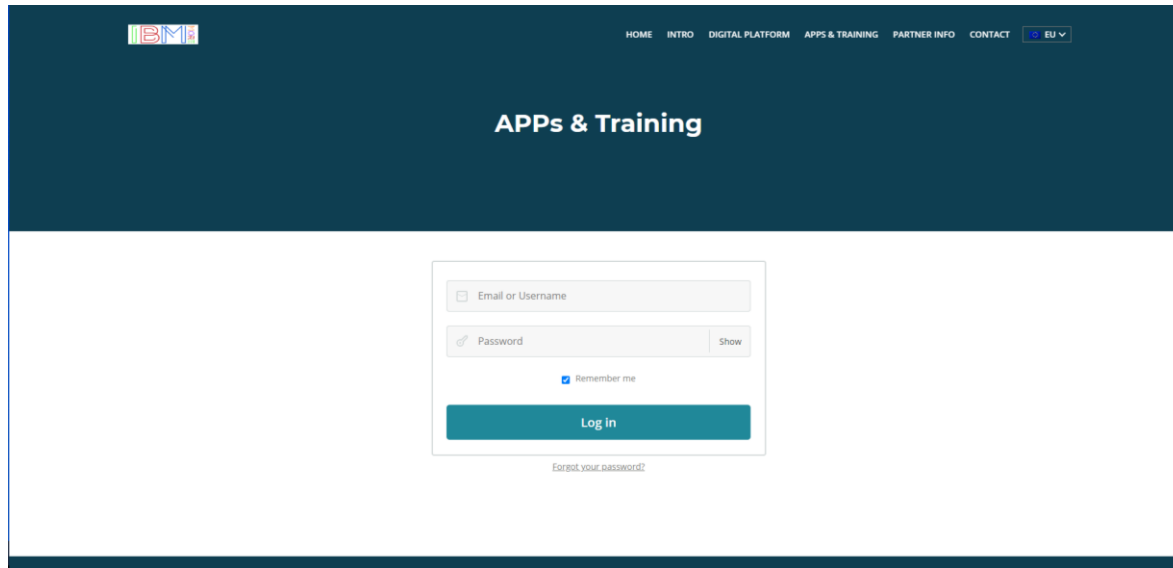 IBM
HOME INTRO DIGITAL PLATFORM APPS & TRAINING PARTNER INFO CONTACT EU
APPs & Training
Email or Username
Password Show
Remember me
Log in
Forgot your password?